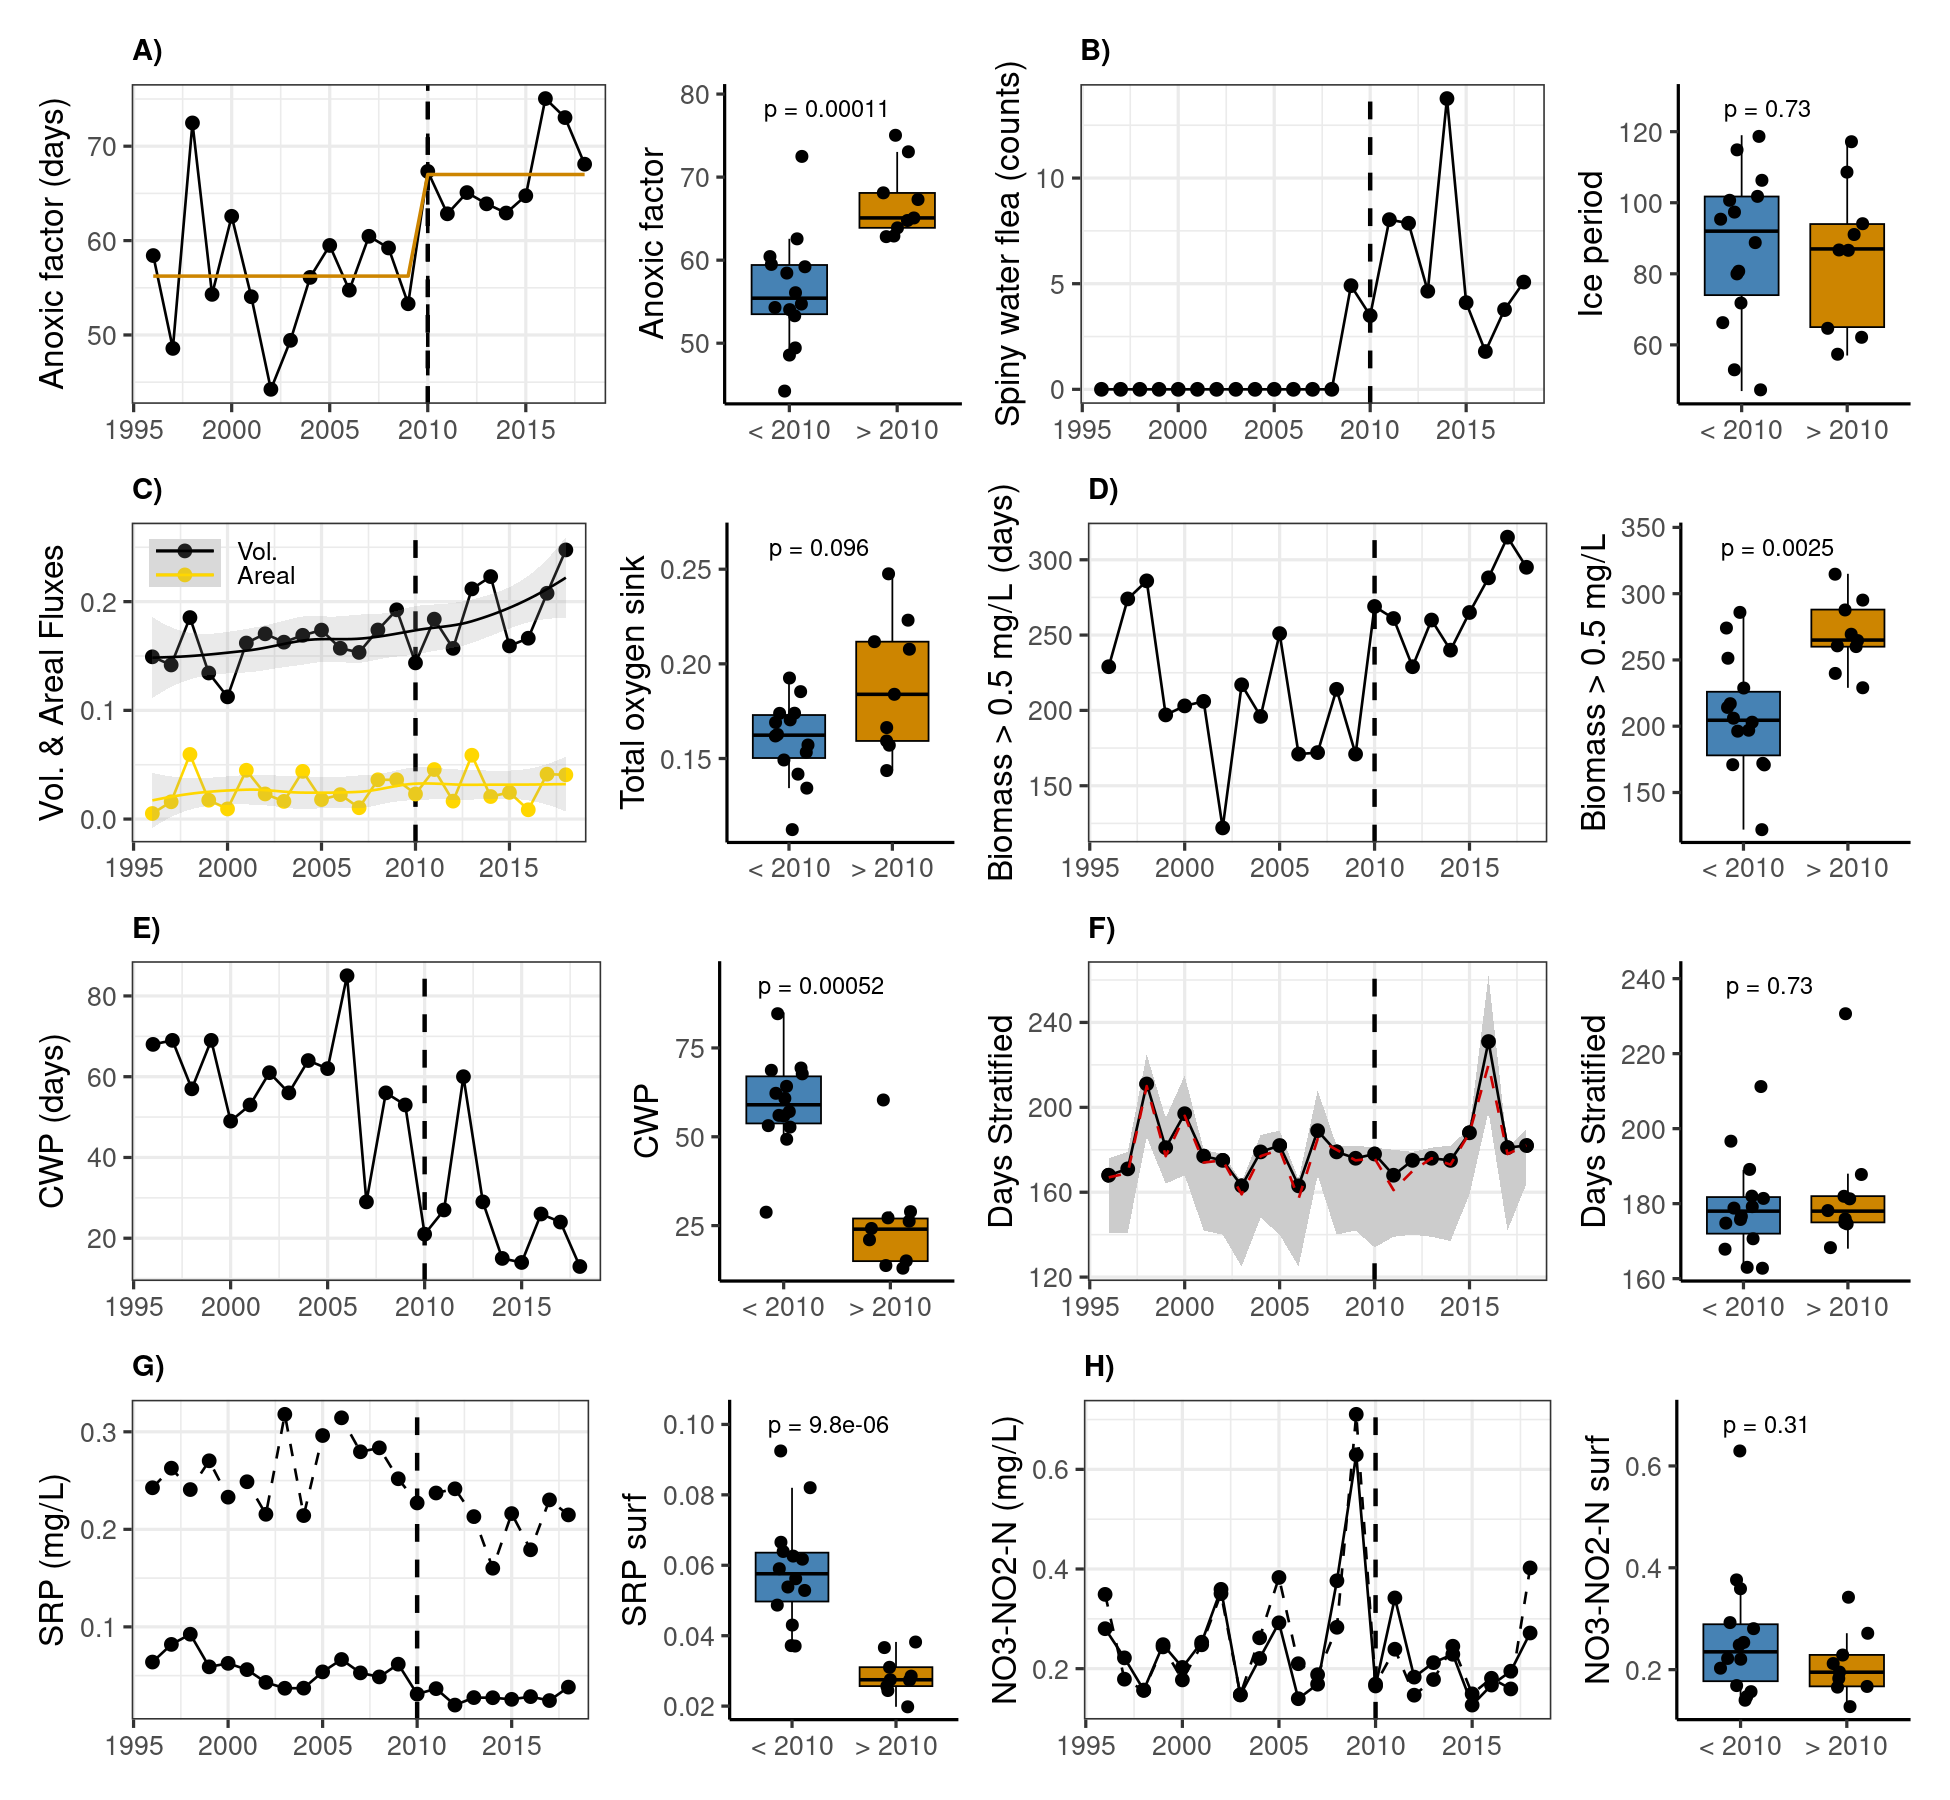 A)
Anoxic factor (days)
70
60
50
1995 2000 2005 2010 2015
Anoxic factor
80
70
60
50
p = 0.00011
< 2010 > 2010
B)
Spiny water flea (counts)
10
5
0
1995 2000 2005 2010 2015
Ice period
120
100
80
60
p = 0.73
< 2010 > 2010
C)
Vol. & Areal Fluxes
Vol.
Areal
0.2
0.1
0.0
1995 2000 2005 2010 2015
Total oxygen sink
0.25
0.20
0.15
p = 0.096
< 2010 > 2010
D)
Biomass > 0.5 mg/L (days)
300
250
200
150
1995 2000 2005 2010 2015
Biomass > 0.5 mg/L
350
300
250
200
150
p = 0.0025
< 2010 > 2010
E)
CWP (days)
80
60
40
20
1995 2000 2005 2010 2015
CWP
75
50
25
p = 0.00052
< 2010 > 2010
F)
Days Stratified
240
200
160
120
1995 2000 2005 2010 2015
Days Stratified
240
220
200
180
160
p = 0.73
< 2010 > 2010
G)
SRP (mg/L)
0.3
0.2
0.1
1995 2000 2005 2010 2015
SRP surf
0.10
0.08
0.06
0.04
0.02
p = 9.8e-06
< 2010 > 2010
H)
NO3-NO2-N (mg/L)
0.6
0.4
0.2
1995 2000 2005 2010 2015
NO3-NO2-N surf
0.6
0.4
0.2
p = 0.31
< 2010 > 2010